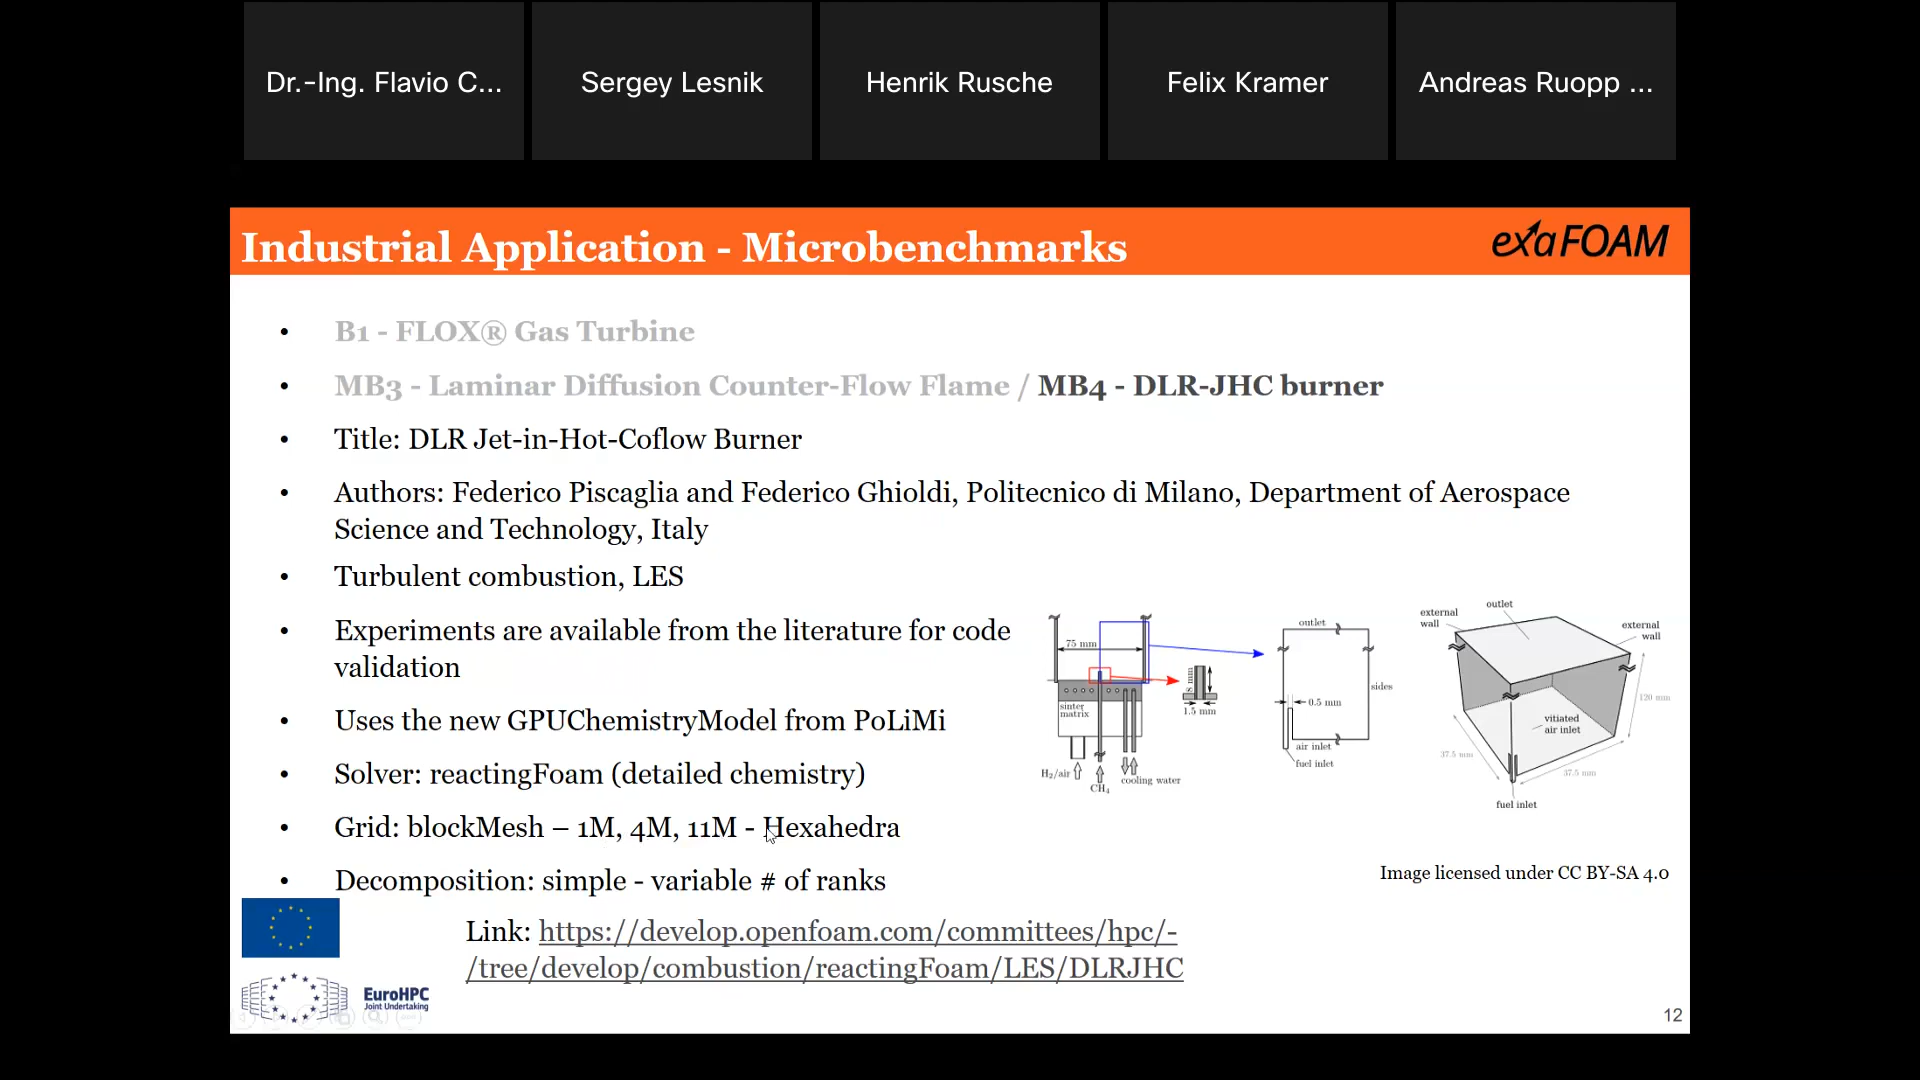 Dr.-Ing. Flavio C...
Sergey Lesnik
Henrik Rusche
Felix Kramer
Andreas Ruopp ...
Industrial Application - Microbenchmarks
exaFOAM
• B1 - FLOX® Gas Turbine
• MB3 - Laminar Diffusion Counter-Flow Flame / MB4 - DLR-JHC burner
• Title: DLR Jet-in-Hot-Coflow Burner
• Authors: Federico Piscaglia and Federico Ghioldi, Politecnico di Milano, Department of Aerospace
Science and Technology, Italy
• Turbulent combustion, LES
• Experiments are available from the literature for code
validation
• Uses the new GPUChemistryModel from PoLiMi
• Solver: reactingFoam (detailed chemistry)
• Grid: blockMesh – 1M, 4M, 11M - Hexahedra
• Decomposition: simple - variable # of ranks
75 mm
sinter
matrix
H₂/air
CH₄
cooling water
8 mm
1.5 mm
outlet
sides
0.5 mm
air inlet
fuel inlet
outlet
external
wall
external
wall
vitiated
air inlet
120 mm
37.5 mm
37.5 mm
fuel inlet
Image licensed under CC BY-SA 4.0
Link: https://develop.openfoam.com/committees/hpc/-
/tree/develop/combustion/reactingFoam/LES/DLRJHC
EuroHPC
Joint Undertaking
12